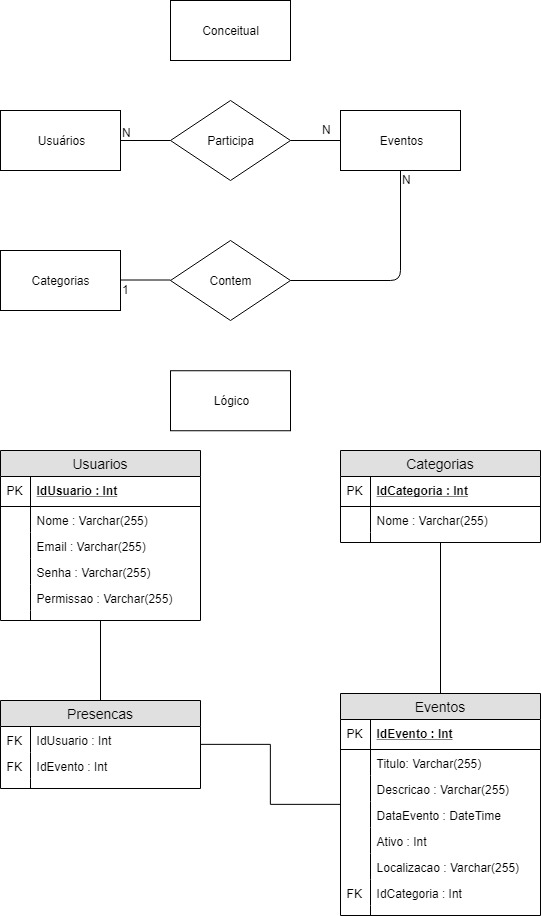 Conceitual
Usuários
N
Participa
N
Eventos
N
Categorias
1
Contem
Lógico
Usuarios
PK IdUsuario : Int
Nome : Varchar(255)
Email : Varchar(255)
Senha : Varchar(255)
Permissao : Varchar(255)
Categorias
PK IdCategoria : Int
Nome : Varchar(255)
Presencas
FK IdUsuario : Int
FK IdEvento : Int
Eventos
PK IdEvento : Int
Titulo: Varchar(255)
Descricao : Varchar(255)
DataEvento : DateTime
Ativo : Int
Localizacao : Varchar(255)
FK IdCategoria : Int